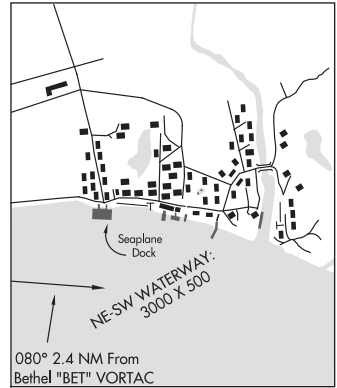 Seaplane
Dock
NE-SW WATERWAY:
3000 X 500
080° 2.4 NM From
Bethel "BET" VORTAC